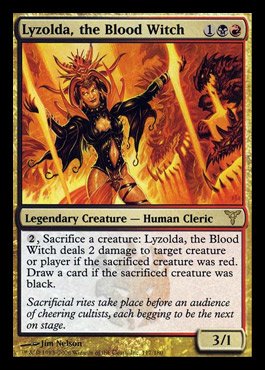 Lyzolda, the Blood Witch 1
Legendary Creature — Human Cleric
2, Sacrifice a creature: Lyzolda, the Blood
Witch deals 2 damage to target creature
or player if the sacrificed creature was red.
Draw a card if the sacrificed creature was
black.
Sacrificial rites take place before an audience
of cheering cultists, each begging to be the next
on stage.
Jim Nelson
3/1